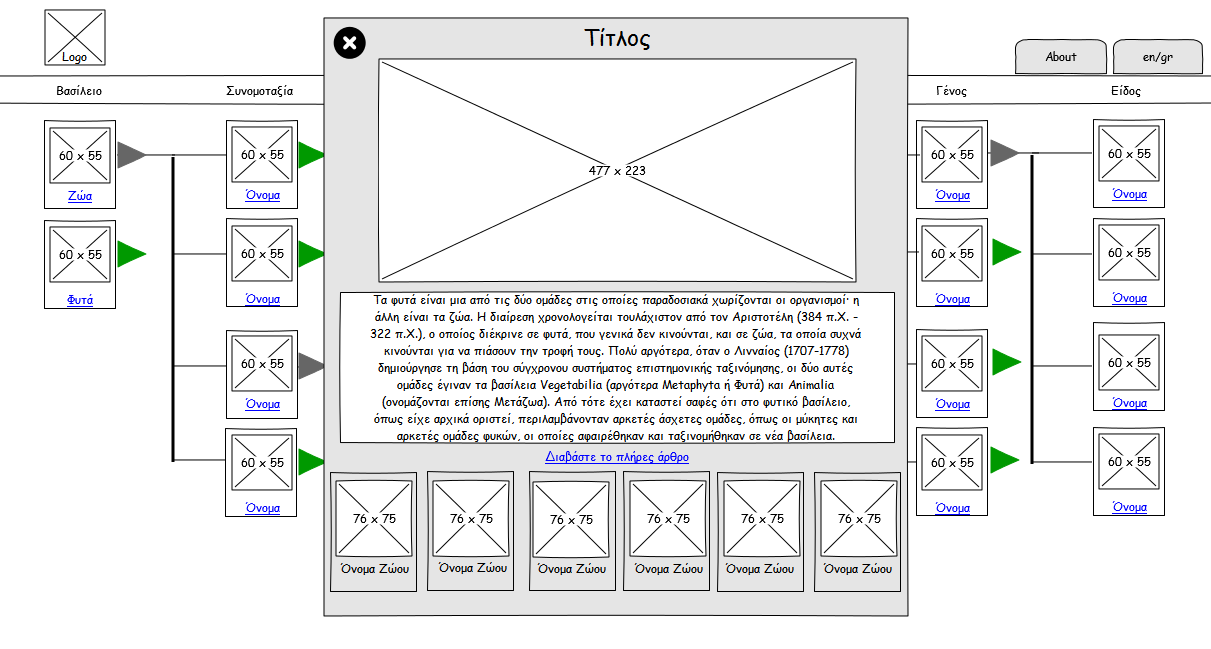 Logo
About
en/gr
Βασίλειο
Συνομοταξία
Γένος
Είδος
Τίτλος
477 x 223
Τα φυτά είναι μια από τις δύο ομάδες στις οποίες παραδοσιακά χωρίζονται οι οργανισμοί· η
άλλη είναι τα ζώα. Η διαίρεση χρονολογείται τουλάχιστον από τον Αριστοτέλη (384 π.Χ. -
322 π.Χ.), ο οποίος διέκρινε σε φυτά, που γενικά δεν κινούνται, και σε ζώα, τα οποία συχνά
κινούνται για να πιάσουν την τροφή τους. Πολύ αργότερα, όταν ο Λινναίος (1707-1778)
δημιούργησε τη βάση του σύγχρονου συστήματος επιστημονικής ταξινόμησης, οι δύο αυτές
ομάδες έγιναν τα βασίλεια Vegetabilia (αργότερα Metaphyta ή Φυτά) και Animalia
(ονομάζονται επίσης Μετάζωα). Από τότε έχει καταστεί σαφές ότι στο φυτικό βασίλειο,
όπως είχε αρχικά οριστεί, περιλαμβάνονταν αρκετές άσχετες ομάδες, όπως οι μύκητες και
αρκετές ομάδες φυκών, οι οποίες αφαιρέθηκαν και ταξινομήθηκαν σε νέα βασίλεια.
Διαβάστε το πλήρες άρθρο
76 x 75
Όνομα Ζώου
76 x 75
Όνομα Ζώου
76 x 75
Όνομα Ζώου
76 x 75
Όνομα Ζώου
76 x 75
Όνομα Ζώου
76 x 75
Όνομα Ζώου
60 x 55
Ζώα
60 x 55
Φυτά
60 x 55
Όνομα
60 x 55
Όνομα
60 x 55
Όνομα
60 x 55
Όνομα
60 x 55
Όνομα
60 x 55
Όνομα
60 x 55
Όνομα
60 x 55
Όνομα
60 x 55
Όνομα
60 x 55
Όνομα
60 x 55
Όνομα
60 x 55
Όνομα